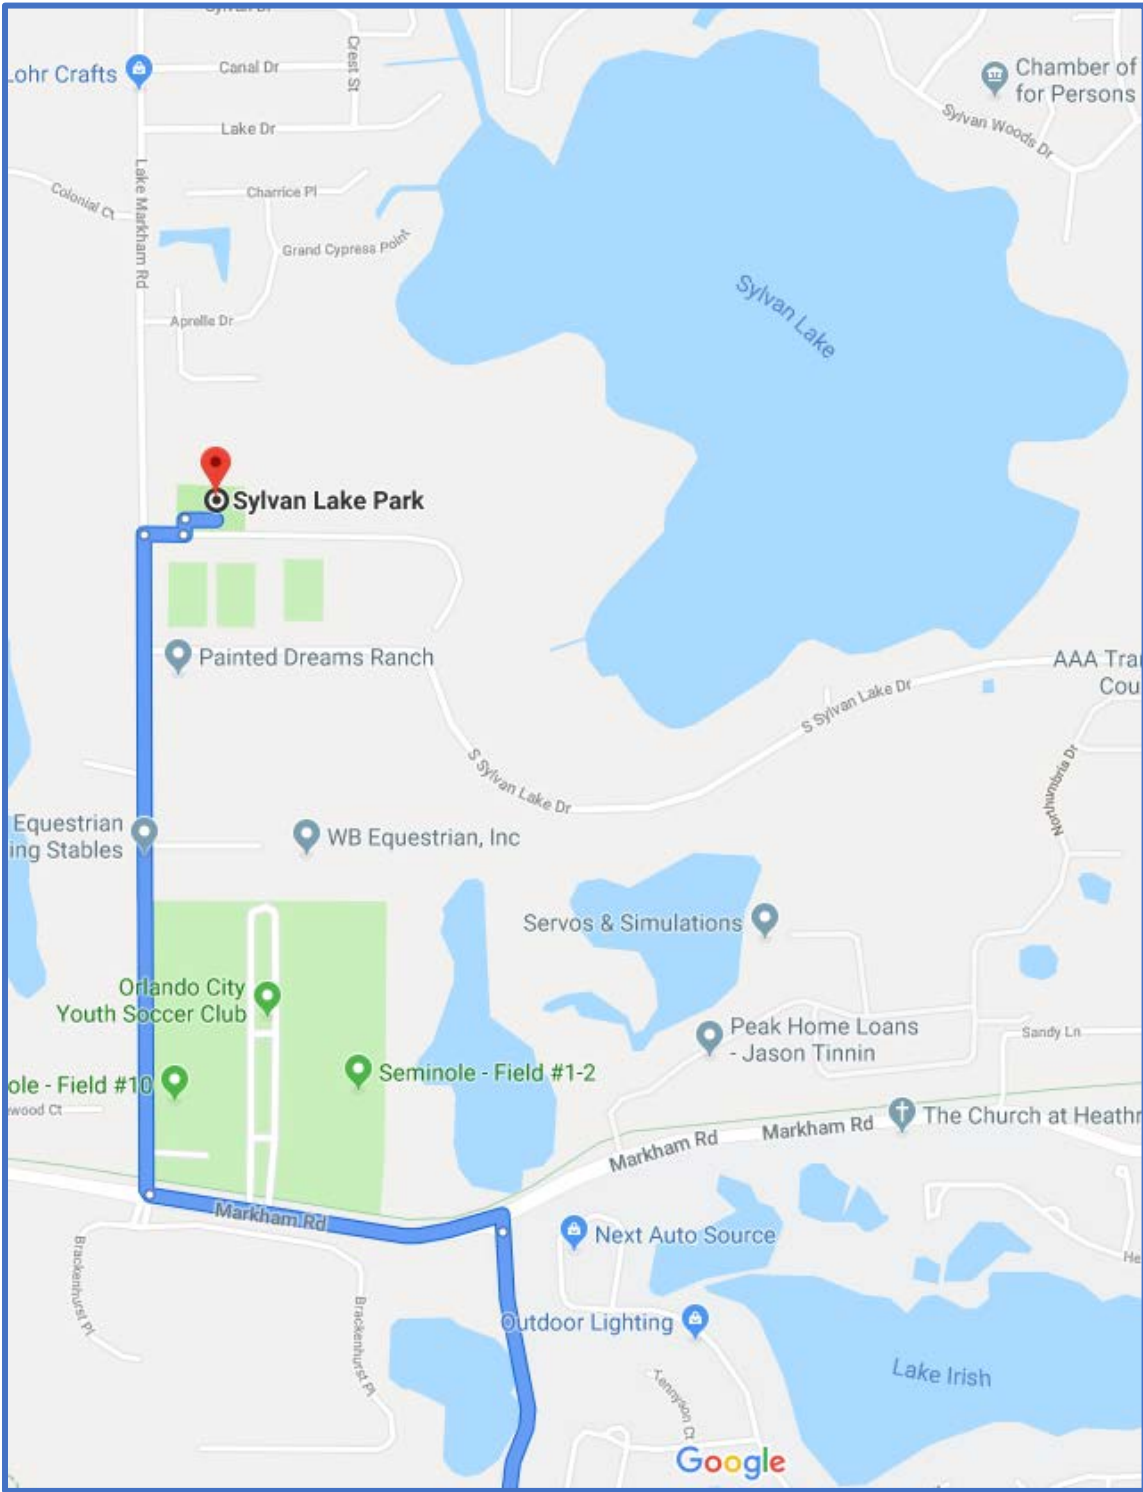 Sylvan Dr
Canal Dr
Crest St
Lohr Crafts
Chamber of
for Persons
Sylvan Woods Dr
Lake Dr
Lake Markham Rd
Colonial Ct
Charrice Pl
Grand Cypress Point
Aprelle Dr
Sylvan Lake
Sylvan Lake Park
Painted Dreams Ranch
AAA Tra
Cou
S Sylvan Lake Dr
S Sylvan Lake Dr
Northumbria Dr
Equestrian
ing Stables
WB Equestrian, Inc
Servos & Simulations
Orlando City
Youth Soccer Club
Peak Home Loans
- Jason Tinnin
Sandy Ln
ole - Field #10
Seminole - Field #1-2
wood Ct
The Church at Heathr
Markham Rd
Markham Rd
Markham Rd
Next Auto Source
Brackenhurst Pl
Brackenhurst Pl
He
Outdoor Lighting
Lake Irish
Tennyson Ct
Google